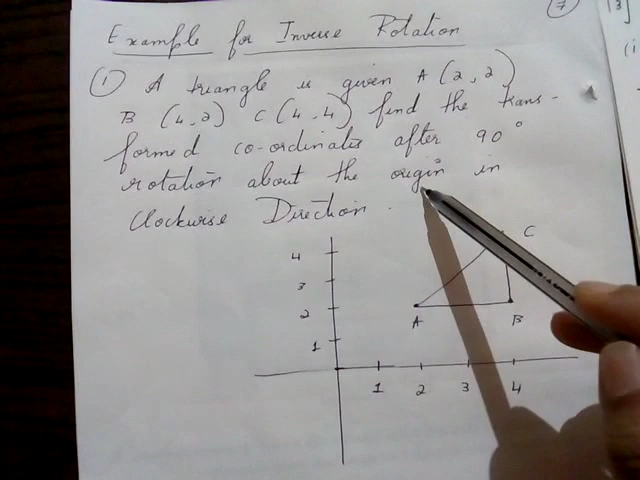 7
Example for Inverse Rotation
① A triangle is given A (2,2)
B (4,2) C (4,4) find the trans-
formed co-ordinates after 90°
rotation about the origin in
Clockwise Direction.
C
4
3
2
A
B
1
1 2 3 4